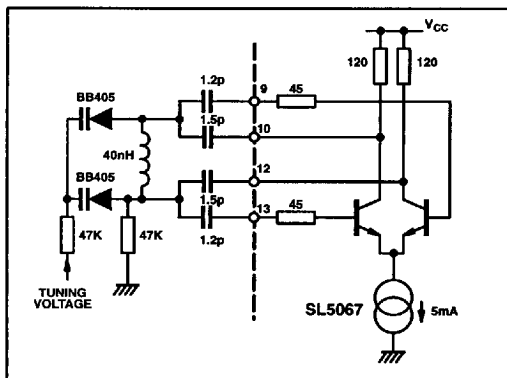 VCC
120
120
1.2p
9
45
BB405
1.5p
10
40nH
BB405
12
1.5p
13
45
1.2p
47K
47K
TUNING
VOLTAGE
SL5067
5mA